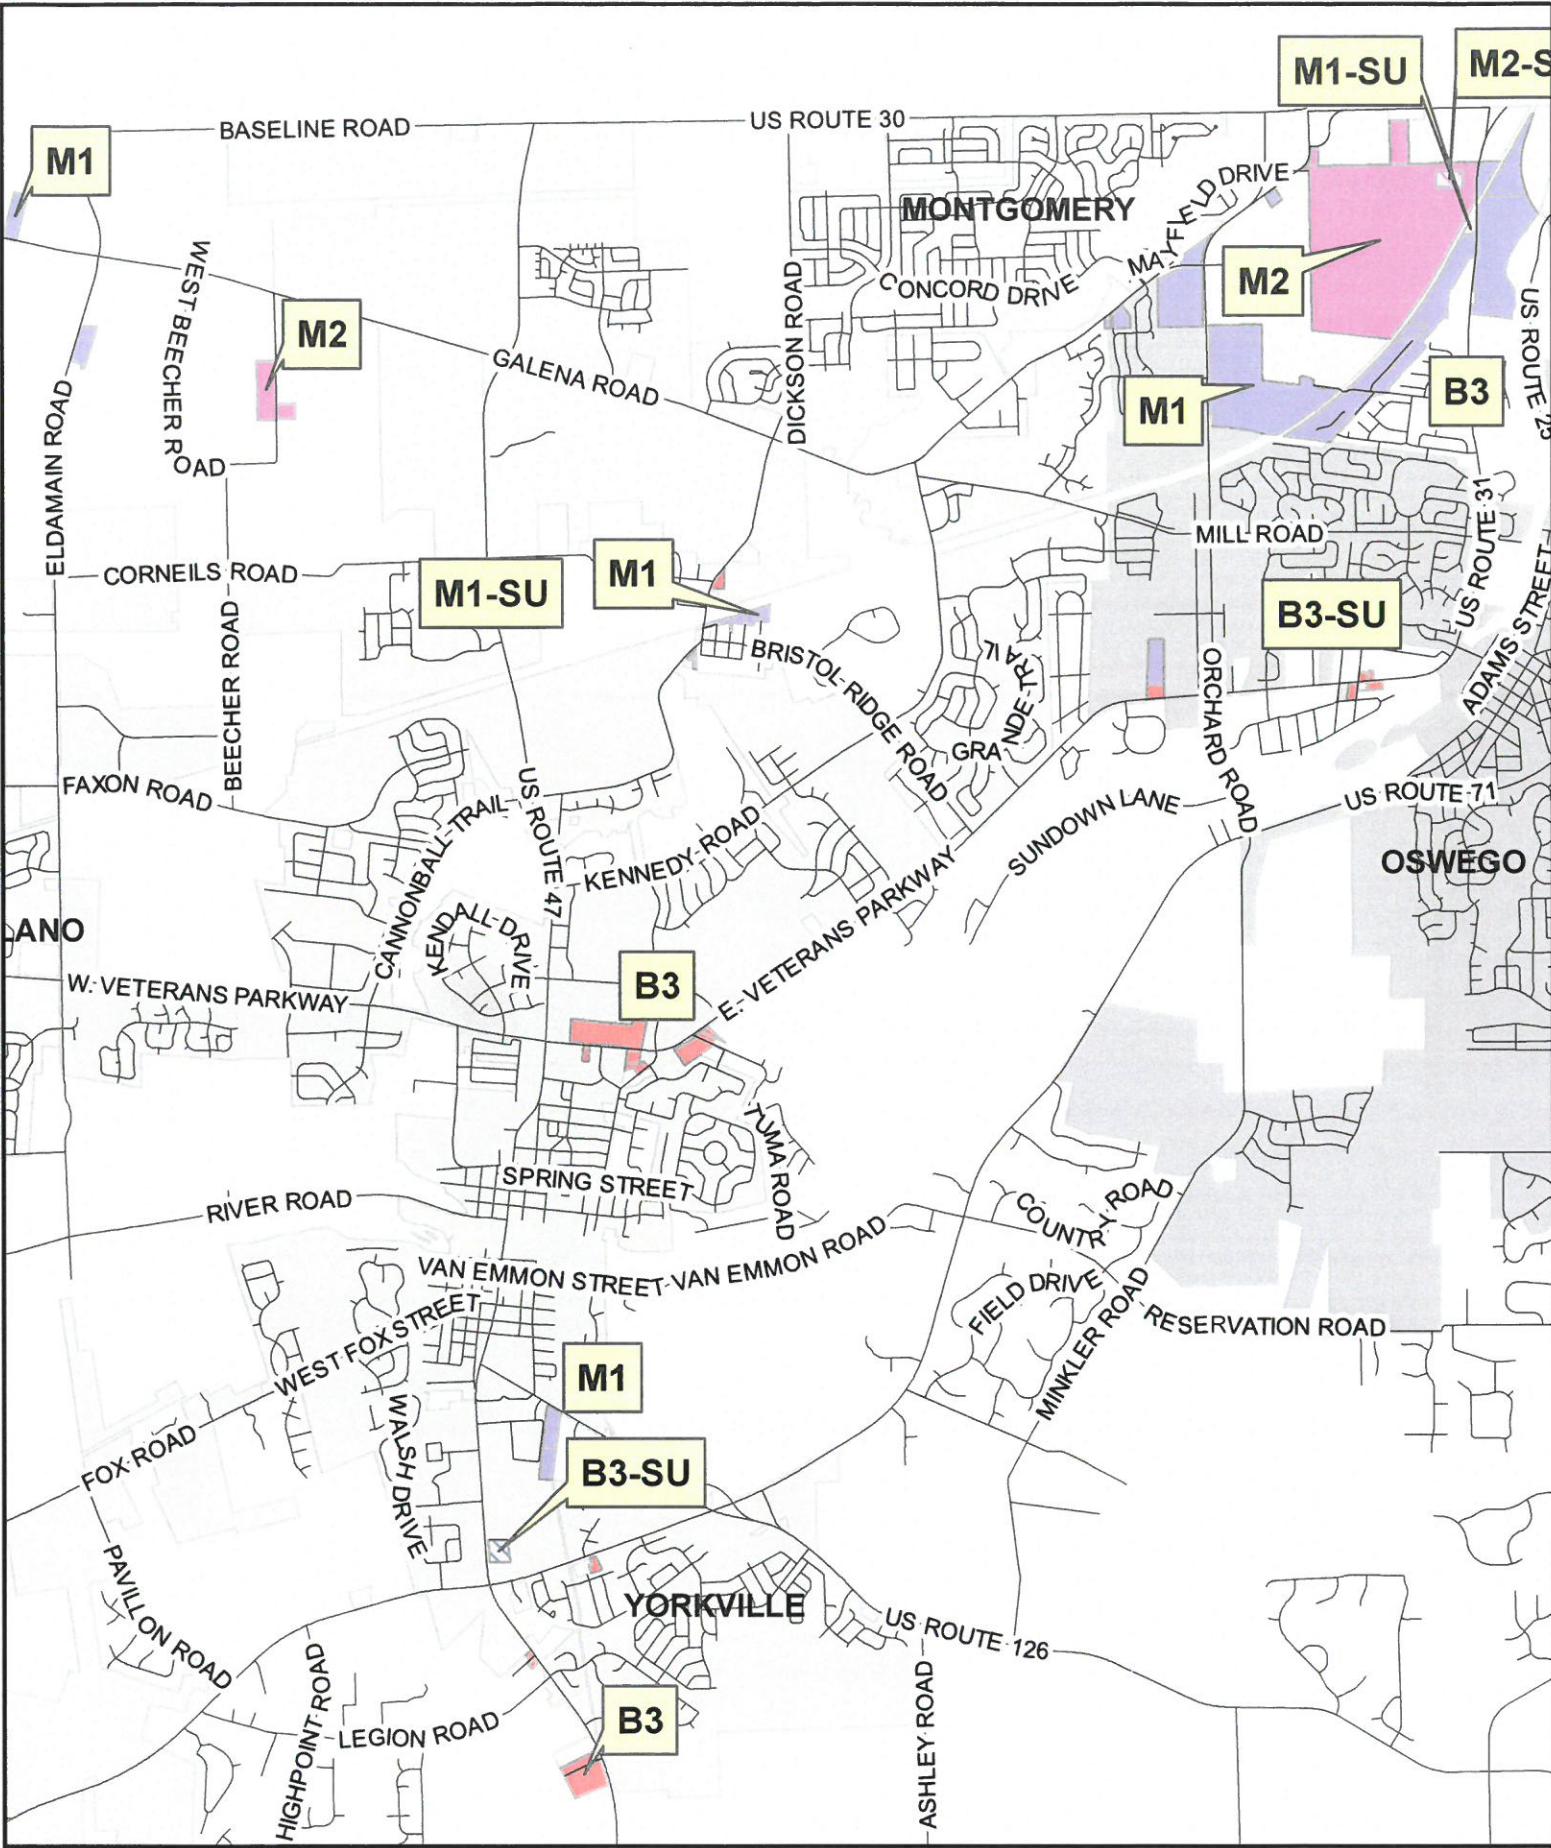 M1-SU
M2-S
BASELINE ROAD
US ROUTE 30
M1
MAYFIELD DRIVE
MONTGOMERY
WEST BEECHER ROAD
M2
CONCORD DRIVE
M2
DICKSON ROAD
US ROUTE 25
GALENA ROAD
M1
B3
ELDAMAIN ROAD
MILL ROAD
US ROUTE 31
CORNEILS ROAD
M1-SU
M1
B3-SU
ADAMS STREET
BEECHER ROAD
BRISTOL RIDGE ROAD
GRANDE TRAIL
ORCHARD ROAD
FAXON ROAD
CANNONBALL TRAIL
US ROUTE 47
KENNEDY ROAD
SUNDOWN LANE
US ROUTE 71
OSWEGO
LANO
KENDALL DRIVE
E. VETERANS PARKWAY
W. VETERANS PARKWAY
B3
TUMA ROAD
SPRING STREET
RIVER ROAD
COUNTRY ROAD
VAN EMMON STREET
VAN EMMON ROAD
FIELD DRIVE
MINKLER ROAD
RESERVATION ROAD
WEST FOX STREET
M1
FOX ROAD
WALSH DRIVE
B3-SU
PAVILLON ROAD
YORKVILLE
US ROUTE 126
HIGHPOINT ROAD
LEGION ROAD
B3
ASHLEY ROAD